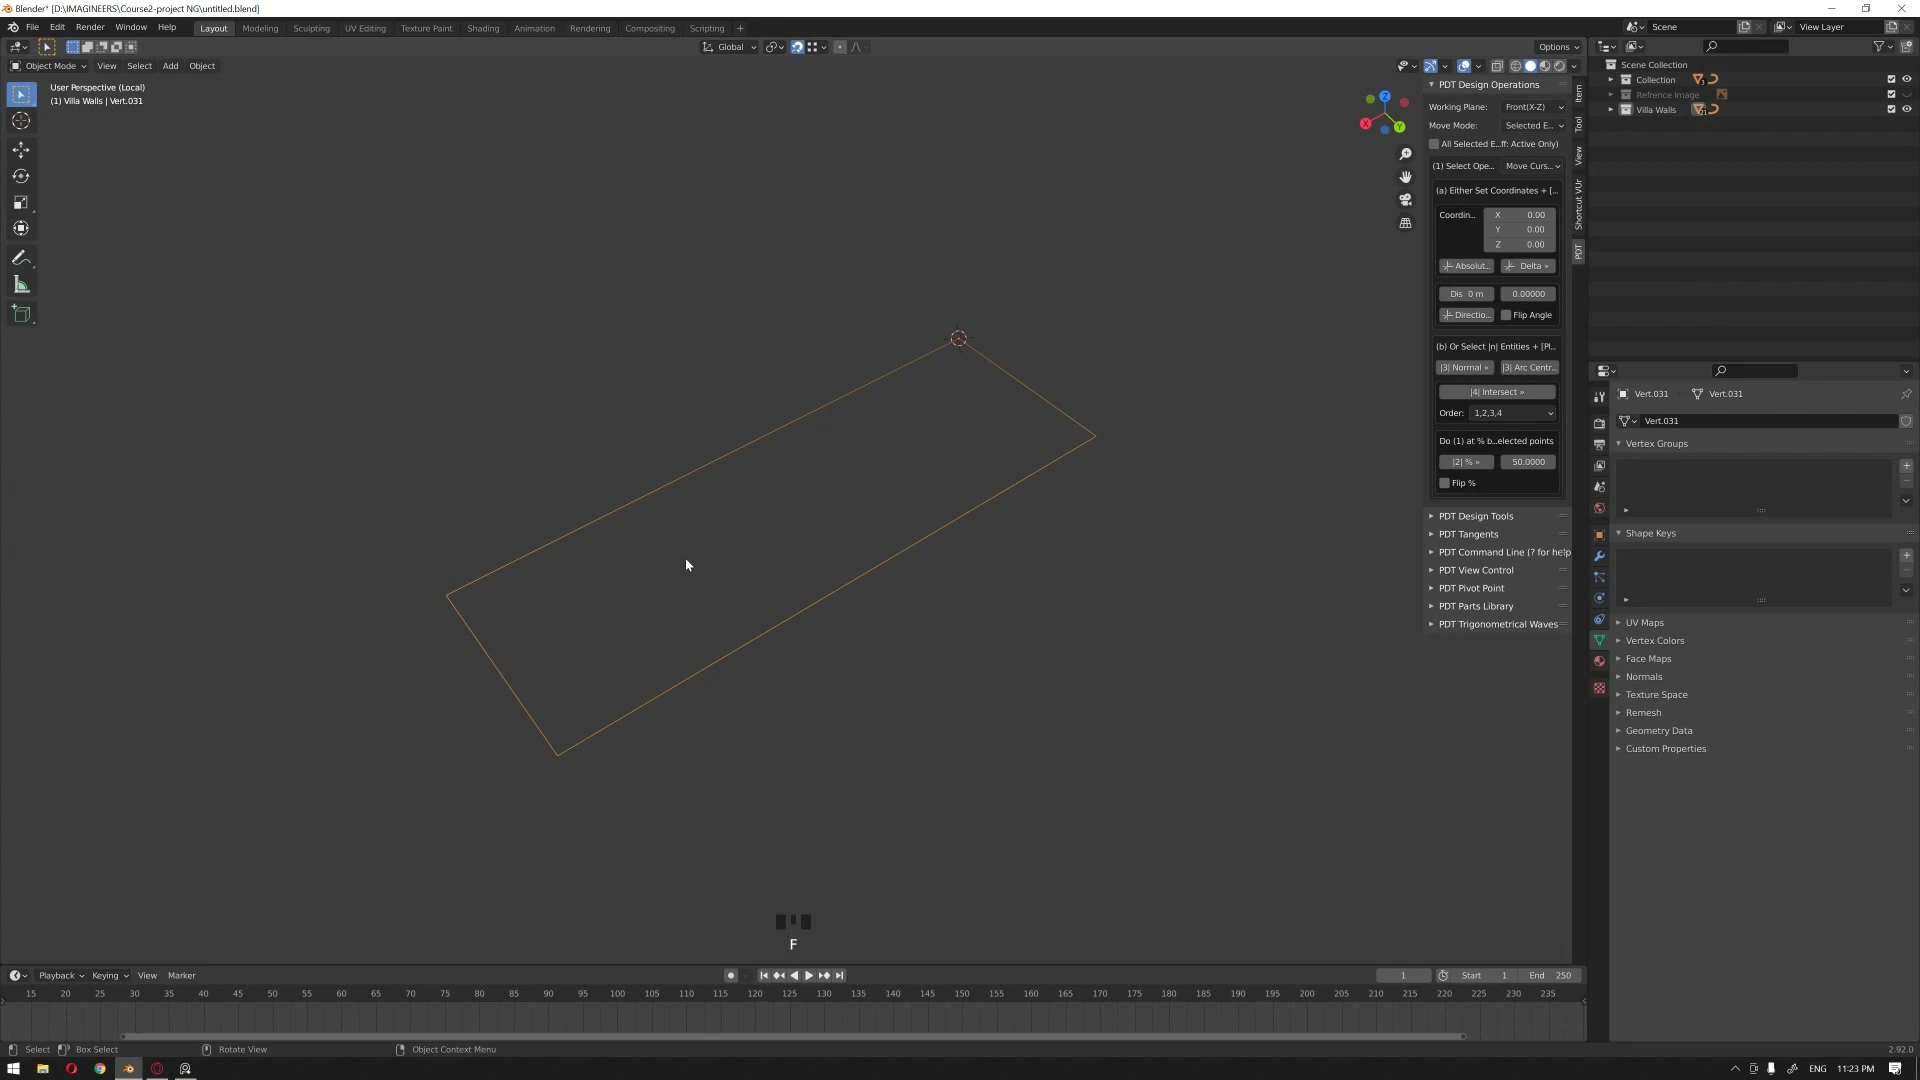 Blender* [D:\IMAGINEERS\Course2-project NG\untitled.blend]
File Edit Render Window Help Layout Modeling Sculpting UV Editing Texture Paint Shading Animation Rendering Compositing Scripting + Scene View Layer
Global Options
Object Mode View Select Add Object
User Perspective (Local)
(1) Villa Walls | Vert.031
X Y Z
PDT Design Operations
Working Plane: Front(X-Z)
Move Mode: Selected E...
All Selected E...ff: Active Only)
(1) Select Ope... Move Curs...
(a) Either Set Coordinates + [...
Coordin... X 0.00
Y 0.00
Z 0.00
Absolut... Delta »
Dis 0 m 0.00000
Directio... Flip Angle
(b) Or Select |n| Entities + [Pl...
|3| Normal » |3| Arc Centr...
|4| Intersect »
Order: 1,2,3,4
Do (1) at % b...elected points
|2| % » 50.0000
Flip %
PDT Design Tools
PDT Tangents
PDT Command Line (? for help
PDT View Control
PDT Pivot Point
PDT Parts Library
PDT Trigonometrical Waves
Item
Tool
View
Shortcut VUr
PDT
Scene Collection
Collection 3
Refrence Image
Villa Walls 21
Vert.031 Vert.031
Vert.031
Vertex Groups
Shape Keys
UV Maps
Vertex Colors
Face Maps
Normals
Texture Space
Remesh
Geometry Data
Custom Properties
F
Playback Keying View Marker 1 Start 1 End 250
15 20 25 30 35 40 45 50 55 60 65 70 75 80 85 90 95 100 105 110 115 120 125 130 135 140 145 150 155 160 165 170 175 180 185 190 195 200 205 210 215 220 225 230 235
Select Box Select Rotate View Object Context Menu 2.92.0
ENG 11:23 PM